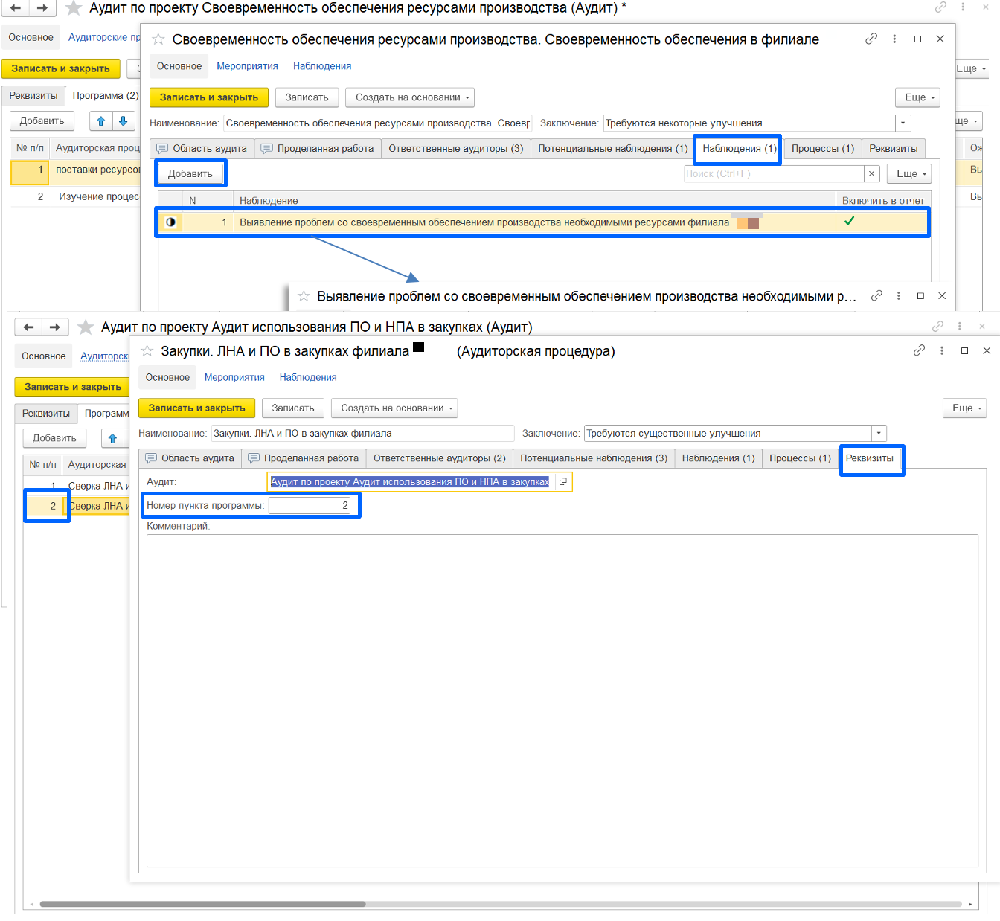 Аудит по проекту Своевременность обеспечения ресурсами производства (Аудит) *
Основное Аудиторские пр
Записать и закрыть З Еще
Реквизиты Программа (2)
Добавить ще
№ п/п Аудиторская проц Ож
1 поставки ресурсов Вы
2 Изучение процес Вы
Своевременность обеспечения ресурсами производства. Своевременность обеспечения в филиале
Основное Мероприятия Наблюдения
Записать и закрыть Записать Создать на основании Еще
Наименование: Своевременность обеспечения ресурсами производства. Своевр Заключение: Требуются некоторые улучшения
Область аудита Проделанная работа Ответственные аудиторы (3) Потенциальные наблюдения (1) Наблюдения (1) Процессы (1) Реквизиты
Добавить Поиск (Ctrl+F) × Еще
N Наблюдение Включить в отчет
1 Выявление проблем со своевременным обеспечением производства необходимыми ресурсами филиала
Выявление проблем со своевременным обеспечением производства необходимыми р...
Аудит по проекту Аудит использования ПО и НПА в закупках (Аудит)
Основное Аудиторски
Записать и закрыть
Реквизиты Программ
Добавить
№ п/п Аудиторская
1 Сверка ЛНА и
2 Сверка ЛНА и
Закупки. ЛНА и ПО в закупках филиала (Аудиторская процедура)
Основное Мероприятия Наблюдения
Записать и закрыть Записать Создать на основании Еще
Наименование: Закупки. ЛНА и ПО в закупках филиала Заключение: Требуются существенные улучшения
Область аудита Проделанная работа Ответственные аудиторы (2) Потенциальные наблюдения (3) Наблюдения (1) Процессы (1) Реквизиты
Аудит: Аудит по проекту Аудит использования ПО и НПА в закупках
Номер пункта программы: 2
Комментарий: